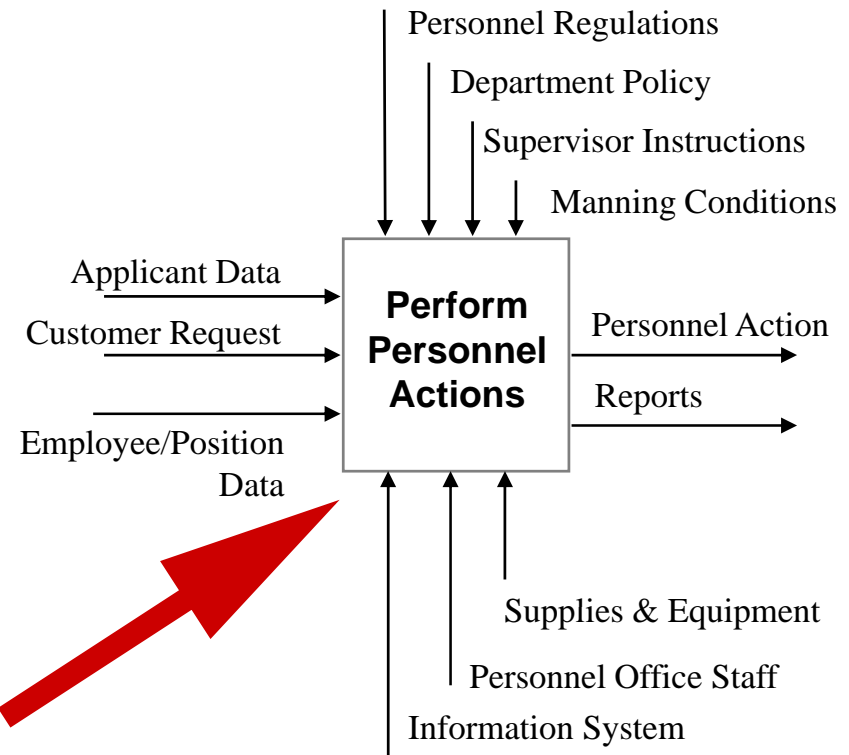 Personnel Regulations
Department Policy
Supervisor Instructions
Manning Conditions
Applicant Data
Customer Request
Employee/Position
Data
Perform
Personnel
Actions
Personnel Action
Reports
Supplies & Equipment
Personnel Office Staff
Information System